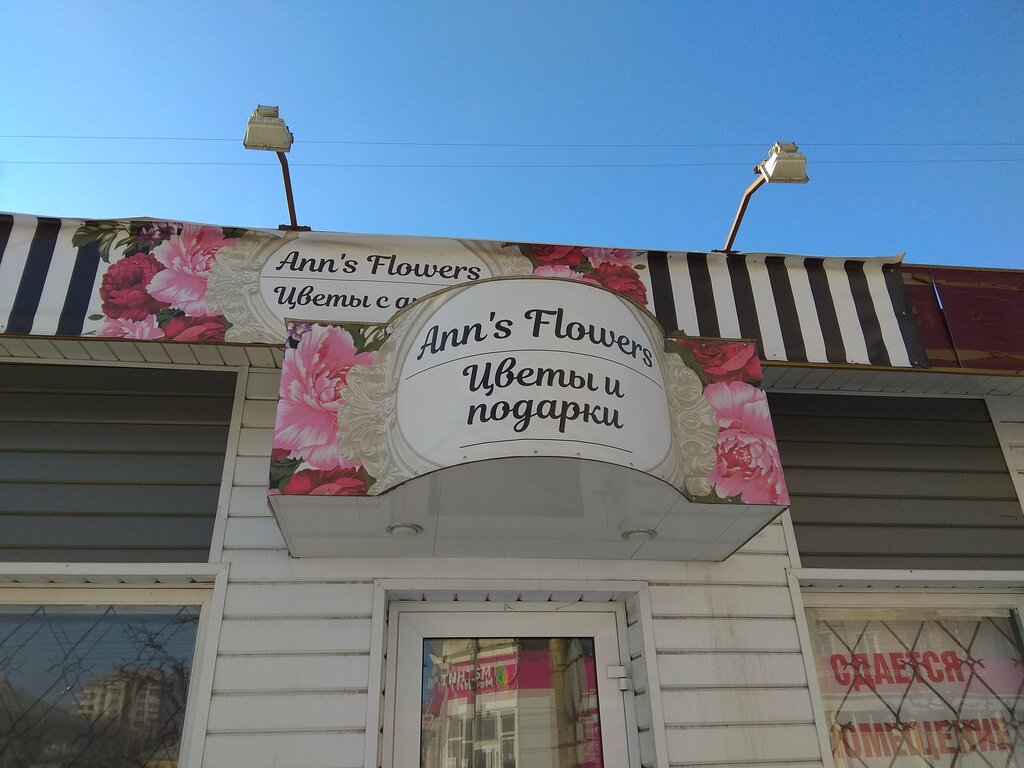 Ann's Flowers
Цветы с
Ann's Flowers
Цветы и
подарки
СДАЕТСЯ
ПОМЕЩЕНИЕ